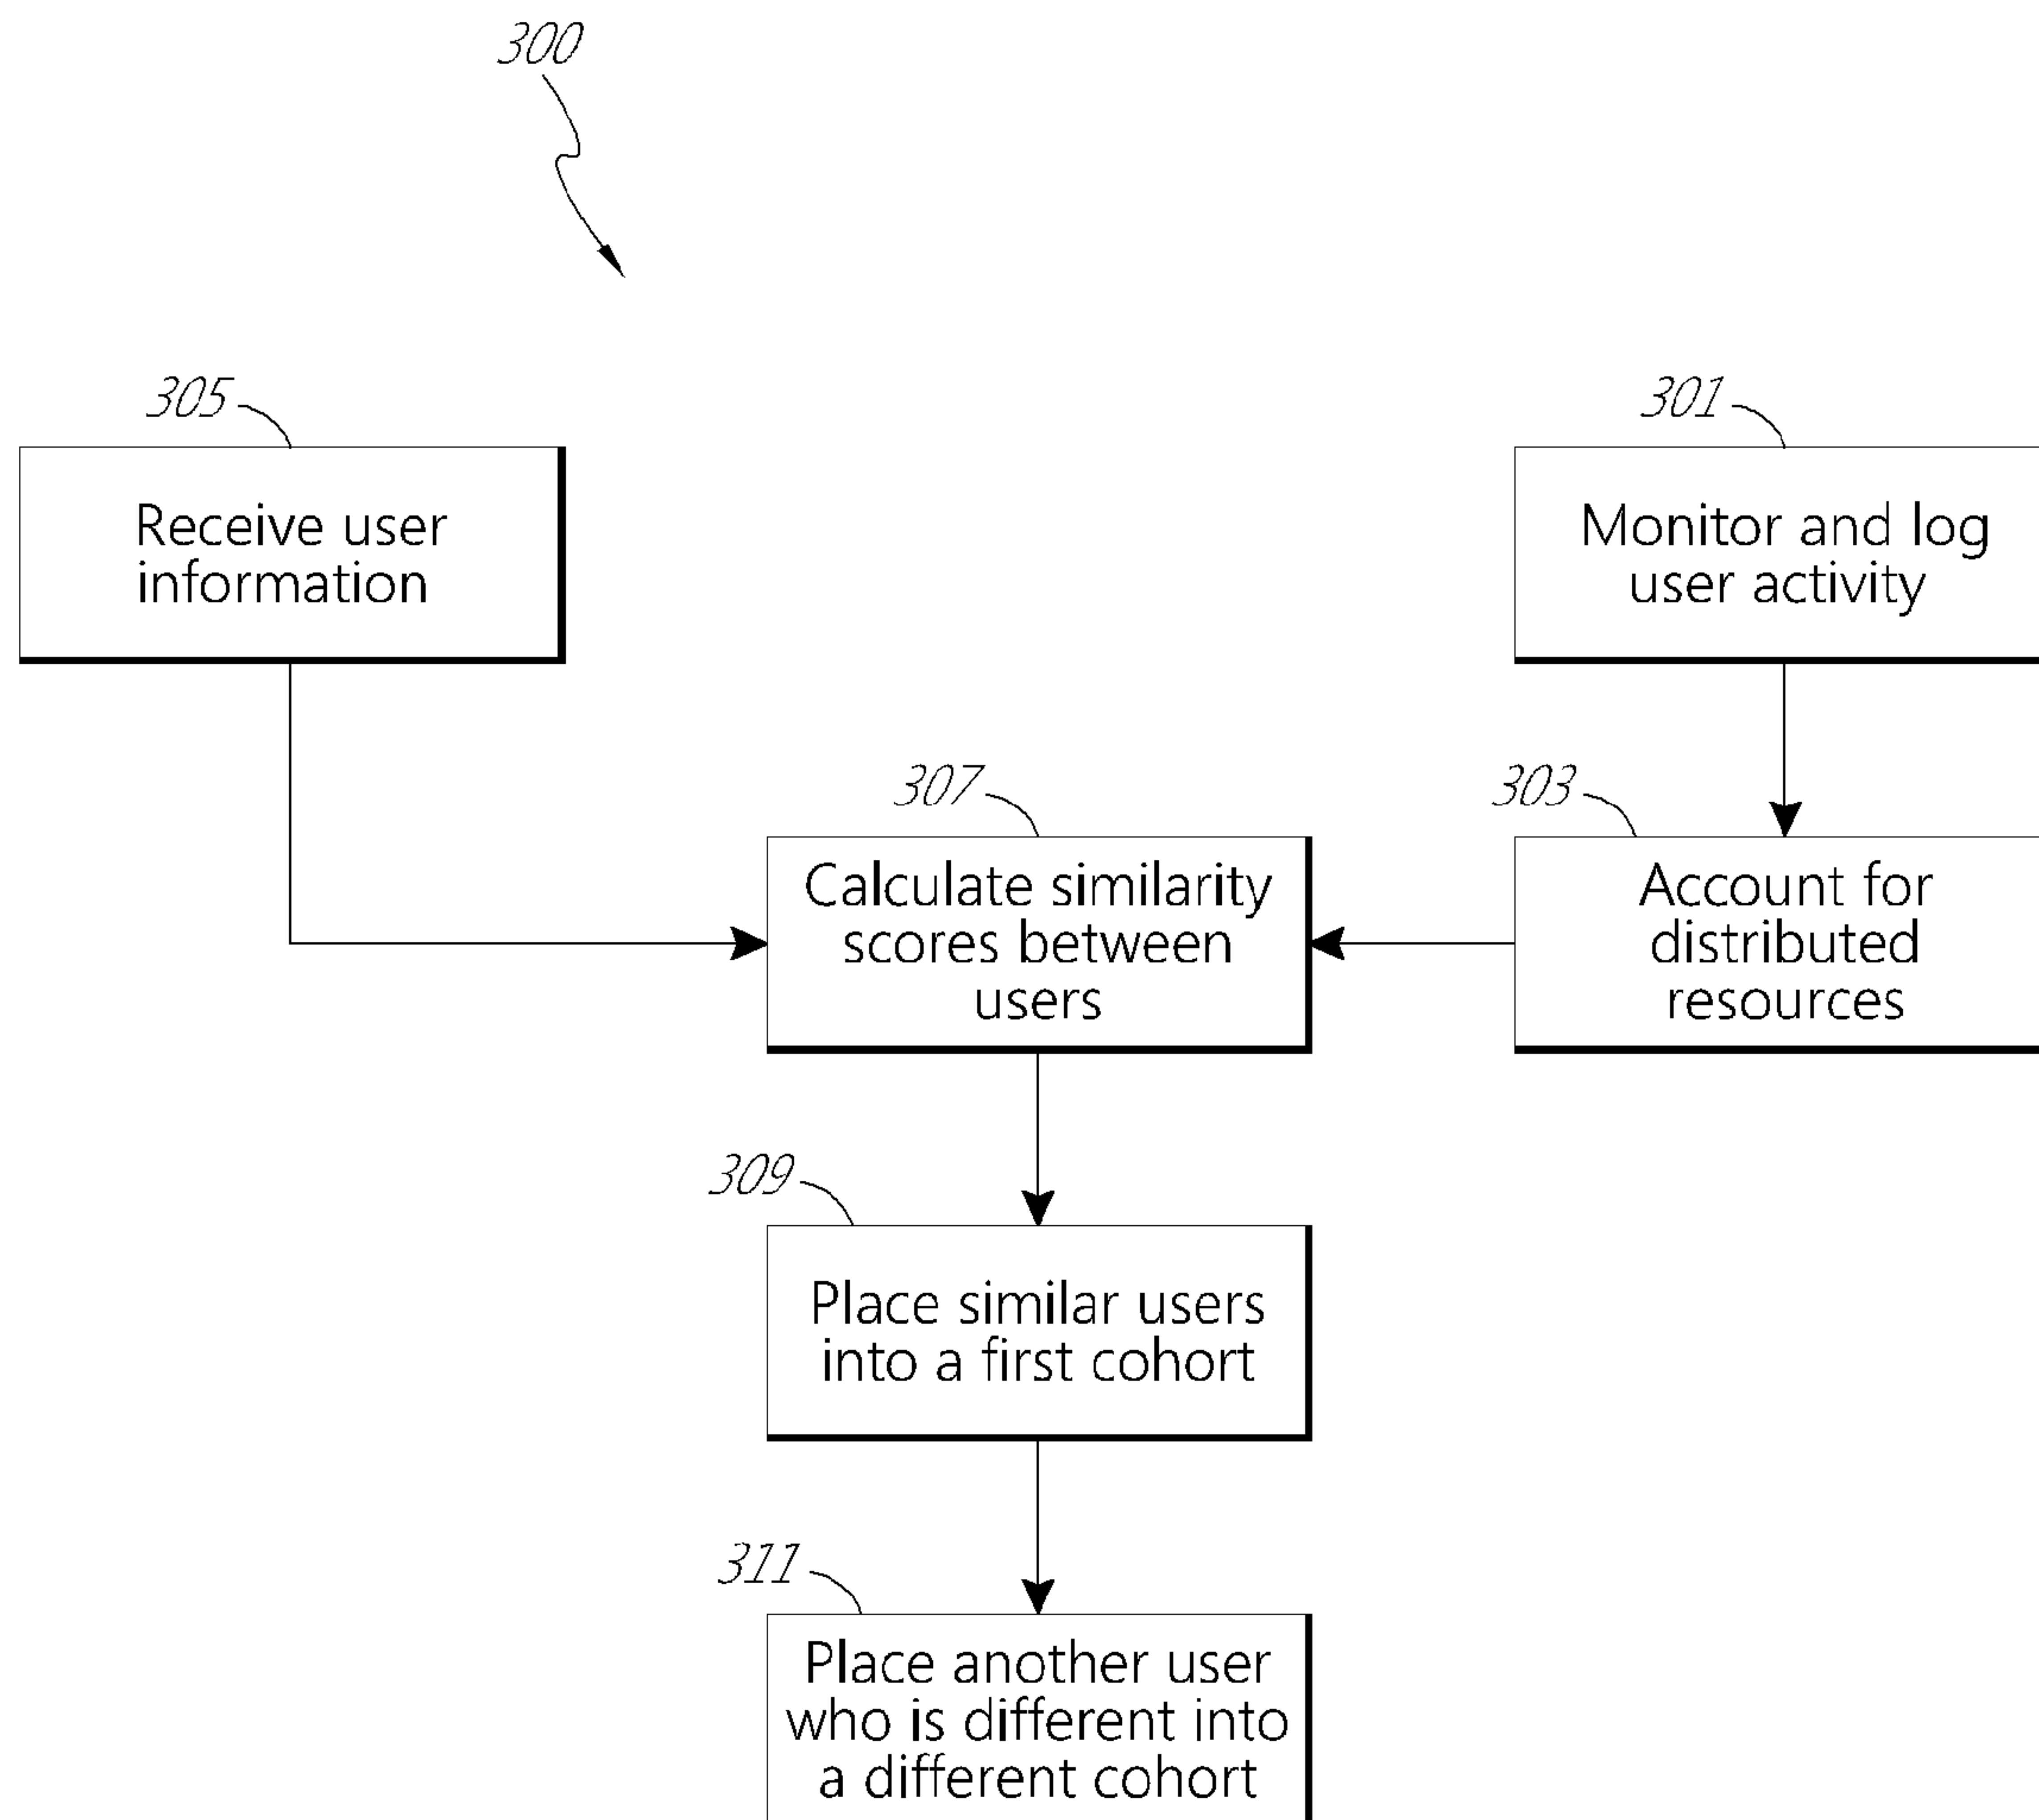 300
305
Receive user
information
301
Monitor and log
user activity
307
Calculate similarity
scores between
users
303
Account for
distributed
resources
309
Place similar users
into a first cohort
311
Place another user
who is different into
a different cohort